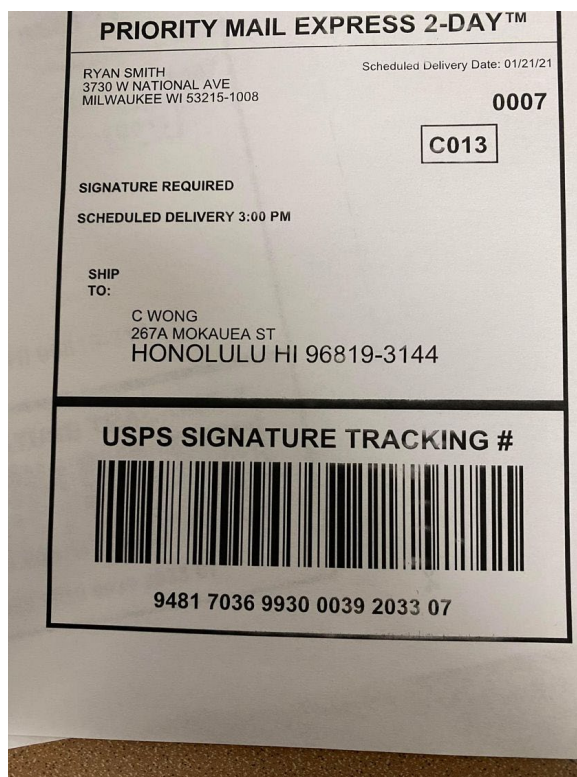 PRIORITY MAIL EXPRESS 2-DAY™
Scheduled Delivery Date: 01/21/21
RYAN SMITH
3730 W NATIONAL AVE
MILWAUKEE WI 53215-1008
0007
C013
SIGNATURE REQUIRED
SCHEDULED DELIVERY 3:00 PM
SHIP
TO:
C WONG
267A MOKAUEA ST
HONOLULU HI 96819-3144
USPS SIGNATURE TRACKING #
9481 7036 9930 0039 2033 07